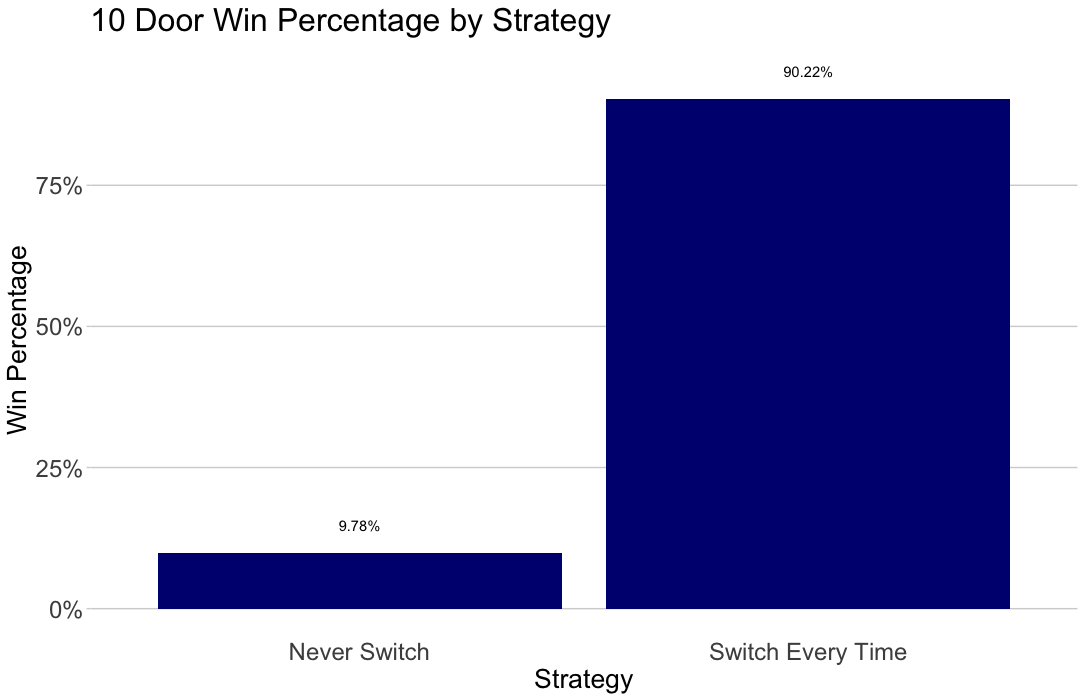 10 Door Win Percentage by Strategy
90.22%
75%
Win Percentage
50%
25%
9.78%
0%
Never Switch
Switch Every Time
Strategy